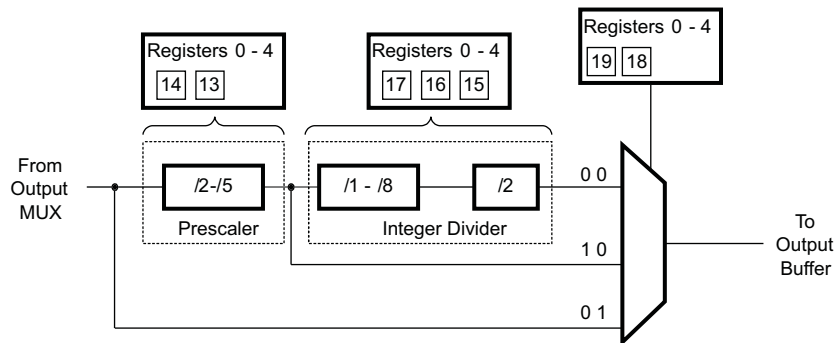 Registers 0 - 4
14 13
Registers 0 - 4
17 16 15
Registers 0 - 4
19 18
From
Output
MUX
/2-/5
Prescaler
/1 - /8
/2
Integer Divider
0 0
1 0
0 1
To
Output
Buffer